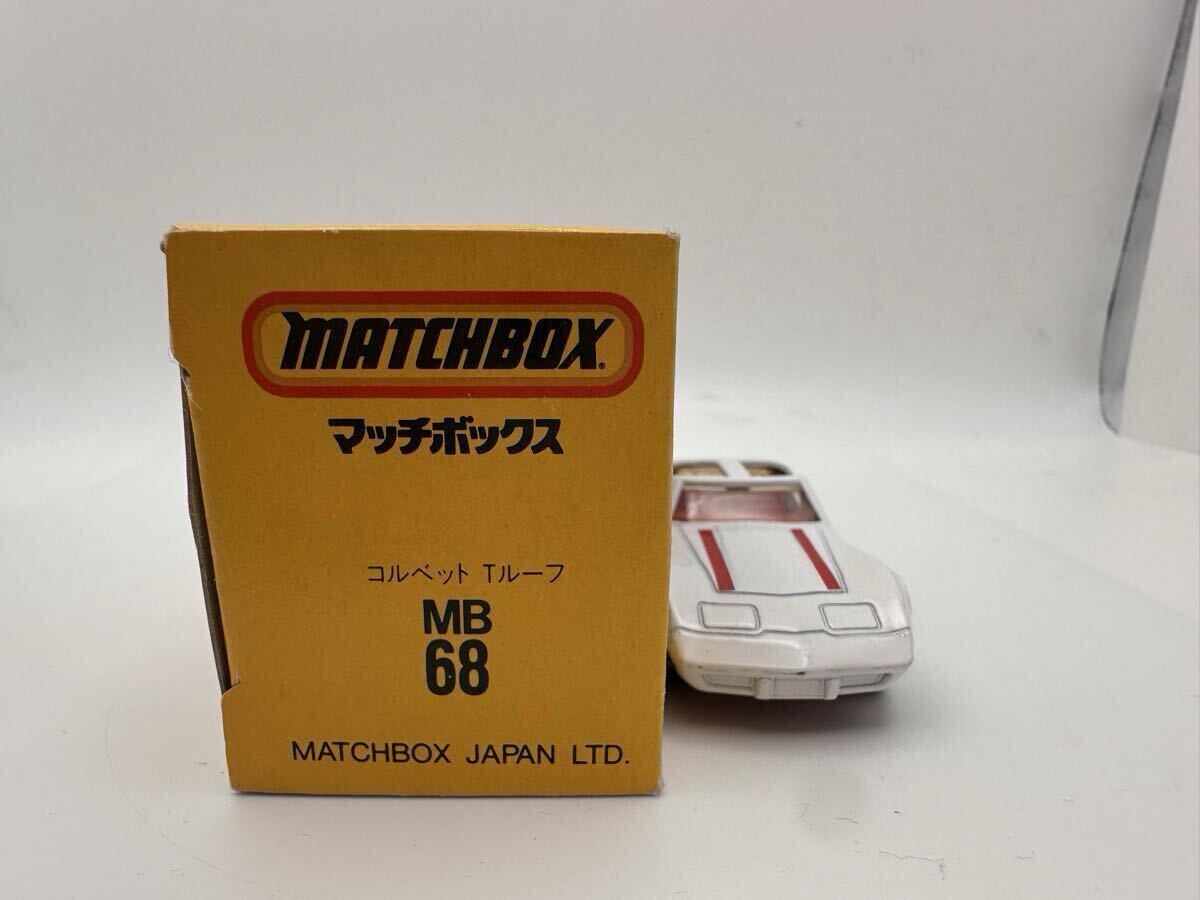 MATCHBOX®
マッチボックス
コルベット Tルーフ
MB
68
MATCHBOX JAPAN LTD.